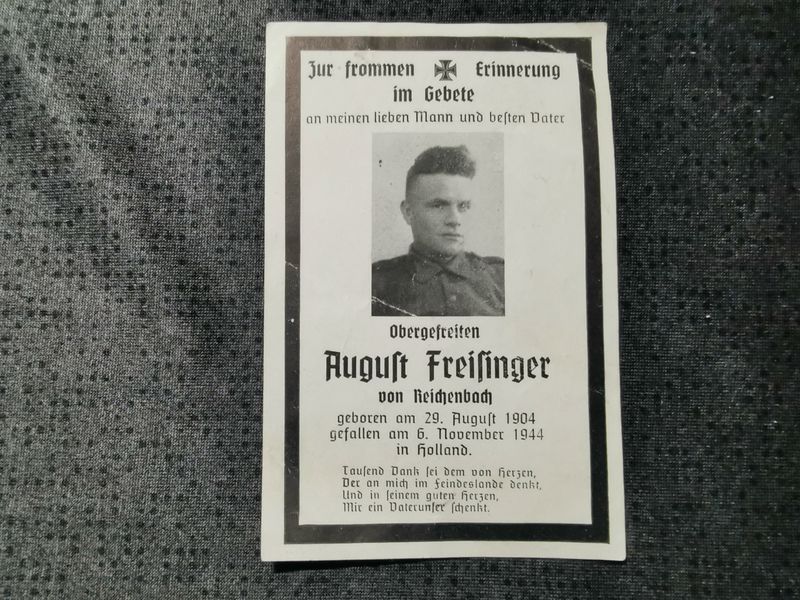 Zur frommen Erinnerung
im Gebete
an meinen lieben Mann und besten Vater
Obergefreiten
August Freisinger
von Reichenbach
geboren am 29. August 1904
gefallen am 6. November 1944
in Holland.
Tausend Dank sei dem von Herzen,
Der an mich im Feindeslande denkt,
Und in seinem guten Herzen,
Mir ein Vaterunser schenkt.